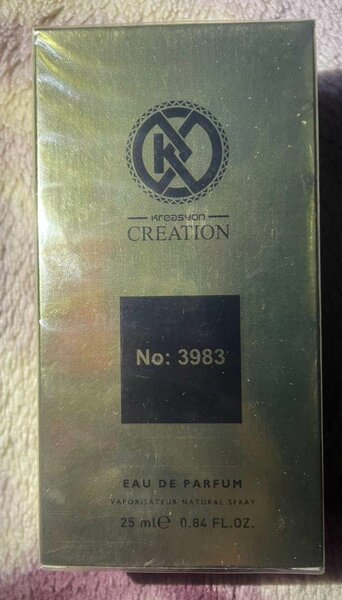 K
Kreasyon
CREATION
No: 3983
EAU DE PARFUM
VAPORISATEUR NATURAL SPRAY
25 ml℮ 0.84 FL.OZ.